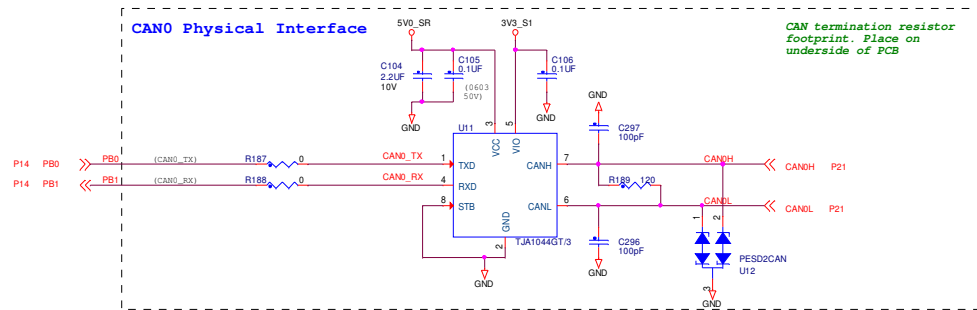 CAN0 Physical Interface
5V0_SR
3V3_S1
CAN termination resistor
footprint. Place on
underside of PCB
C104
2.2UF
10V
C105
0.1UF
(0603
50V)
C106
0.1UF
GND
GND
GND
C297
100pF
U11
3
VCC
5
VIO
P14
PB0
PB0
(CAN0_TX)
R187
0
CAN0_TX
1
TXD
CANH
7
CAN0H
CAN0H
P21
P14
PB1
PB1
(CAN0_RX)
R188
0
CAN0_RX
4
RXD
R189
120
8
STB
CANL
6
CAN0L
CAN0L
P21
GND
2
TJA1044GT/3
C296
100pF
1
2
PESD2CAN
U12
3
GND
GND
GND